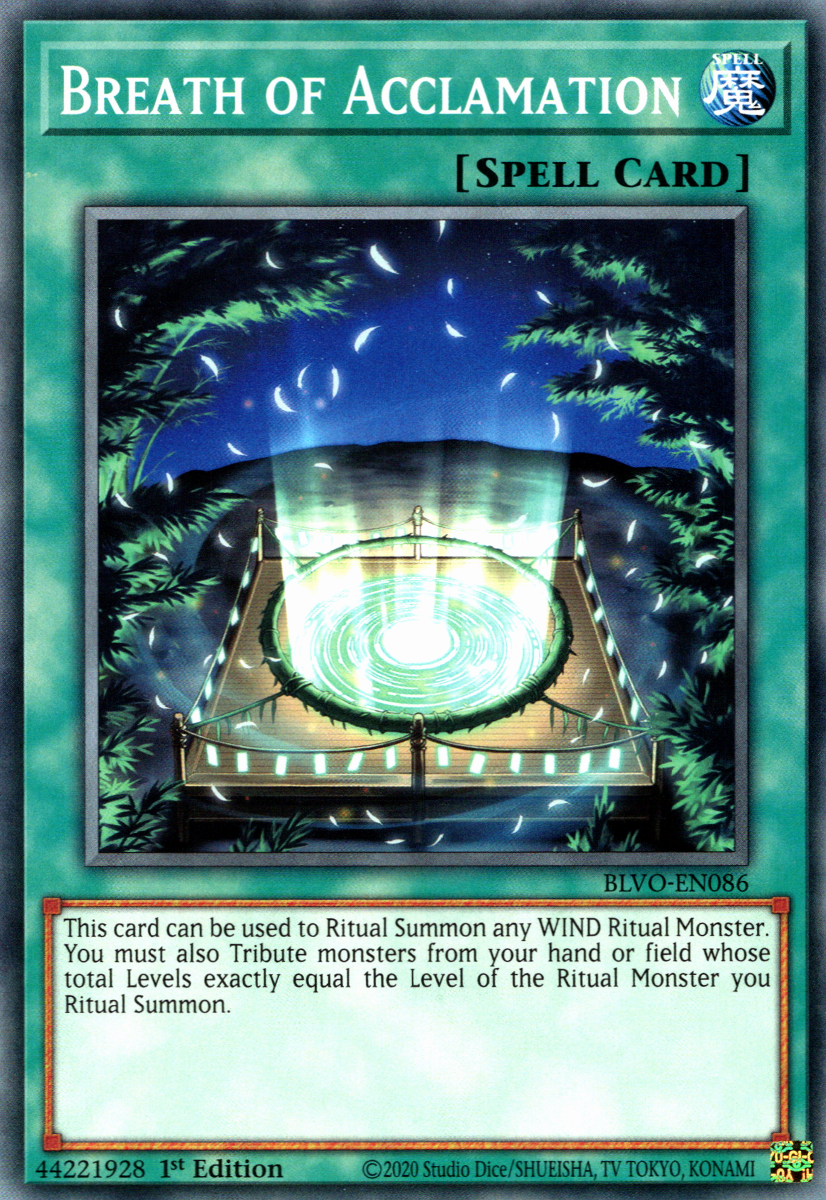 BREATH OF ACCLAMATION
SPELL
魔
[SPELL CARD]
BLVO-EN086
This card can be used to Ritual Summon any WIND Ritual Monster.
You must also Tribute monsters from your hand or field whose
total Levels exactly equal the Level of the Ritual Monster you
Ritual Summon.
44221928 1st Edition
©2020 Studio Dice/SHUEISHA, TV TOKYO, KONAMI